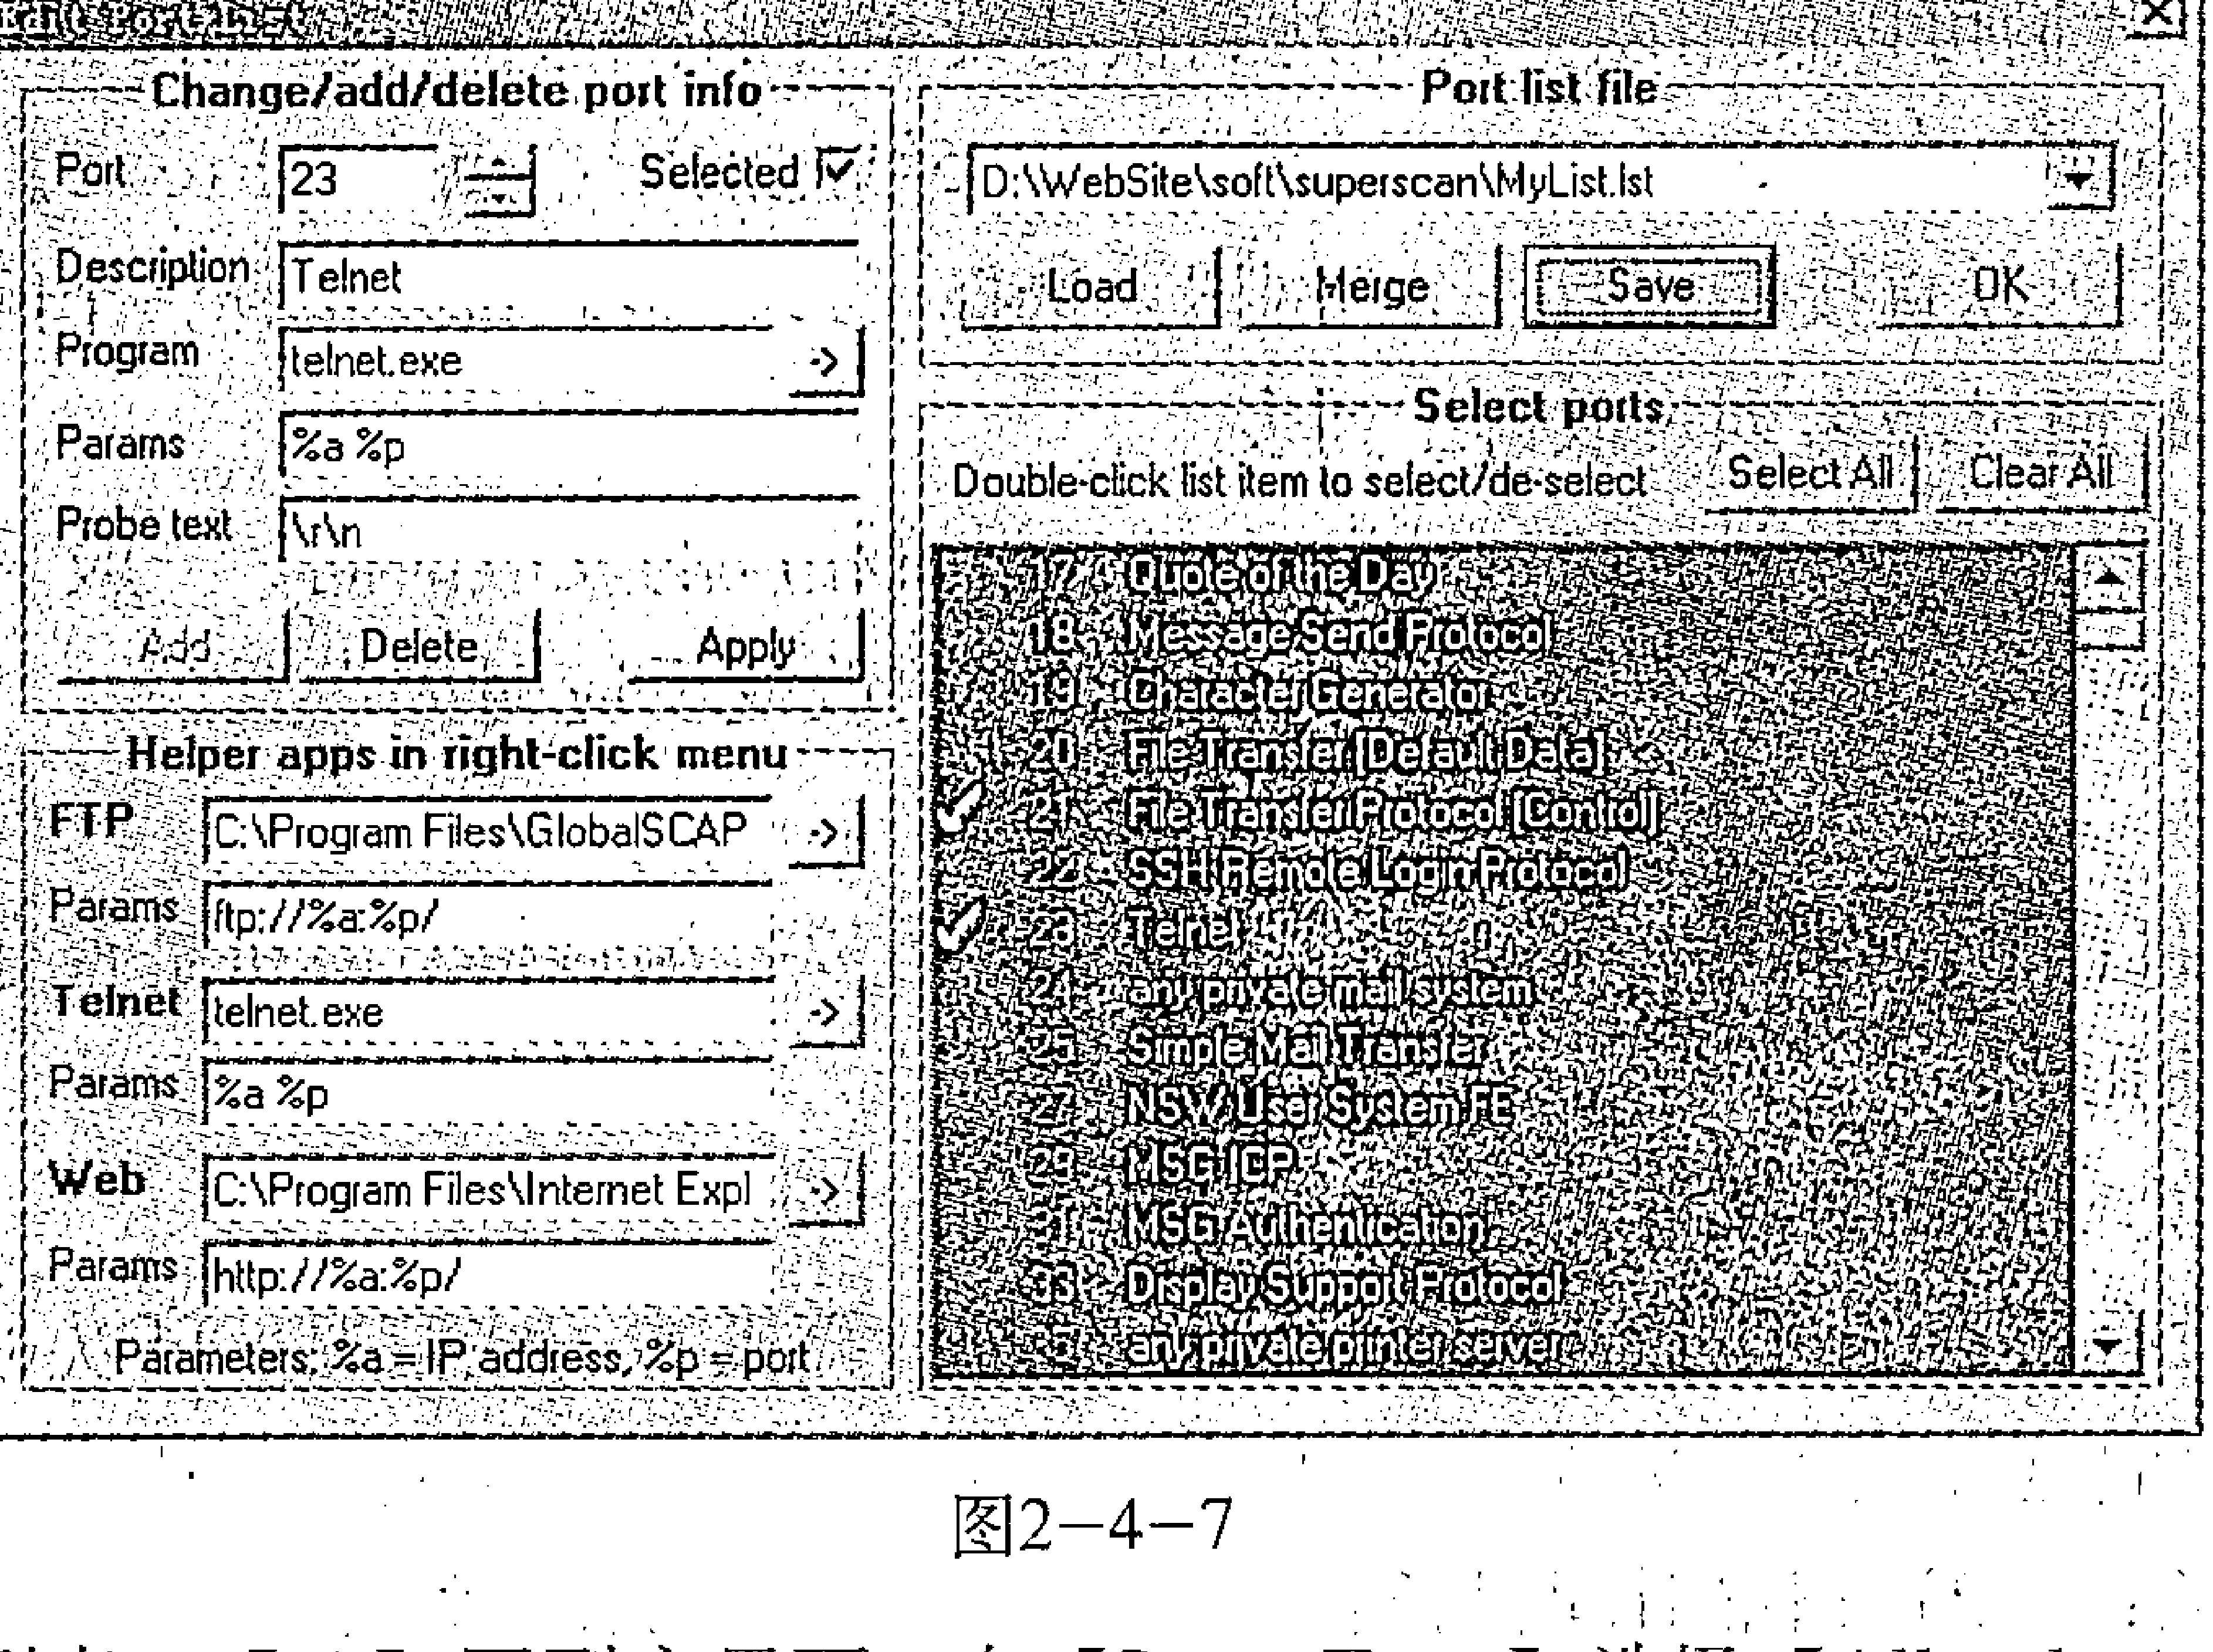 Edit Port List
Change/add/delete port info
Port 23 Selected
Description Telnet
Program telnet.exe ->
Params %a %p
Probe text \r\n
Add Delete Apply
Helper apps in right-click menu
FTP C:\Program Files\GlobalSCAP ->
Params ftp://%a:%p/
Telnet telnet.exe ->
Params %a %p
Web C:\Program Files\Internet Expl ->
Params http://%a:%p/
Parameters: %a = IP address, %p = port
Port list file
D:\WebSite\soft\superscan\MyList.lst
Load Merge Save OK
Select ports
Double-click list item to select/de-select Select All Clear All
17 Quote of the Day
18 Message Send Protocol
19 Character Generator
20 File Transfer [Default Data]
21 File Transfer Protocol [Control]
22 SSH Remote Login Protocol
23 Telnet
24 any private mail system
25 Simple Mail Transfer
27 NSW User System FE
29 MSG ICP
31 MSG Authentication
33 Display Support Protocol
any private printer server
图2—4—7